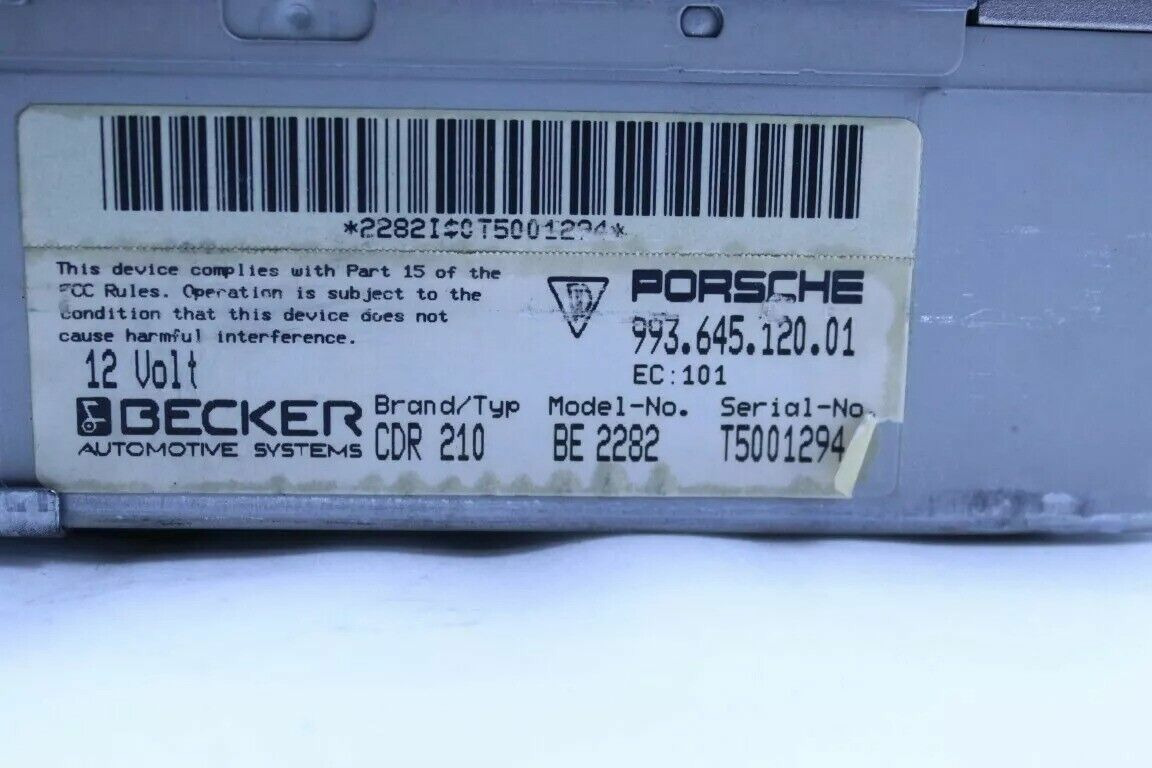 *2282I$0T5001294*
This device complies with Part 15 of the
FCC Rules. Operation is subject to the
condition that this device does not
cause harmful interference.
PORSCHE
993.645.120.01
EC:101
12 Volt
BECKER
AUTOMOTIVE SYSTEMS
Brand/Typ Model-No. Serial-No.
CDR 210 BE 2282 T5001294